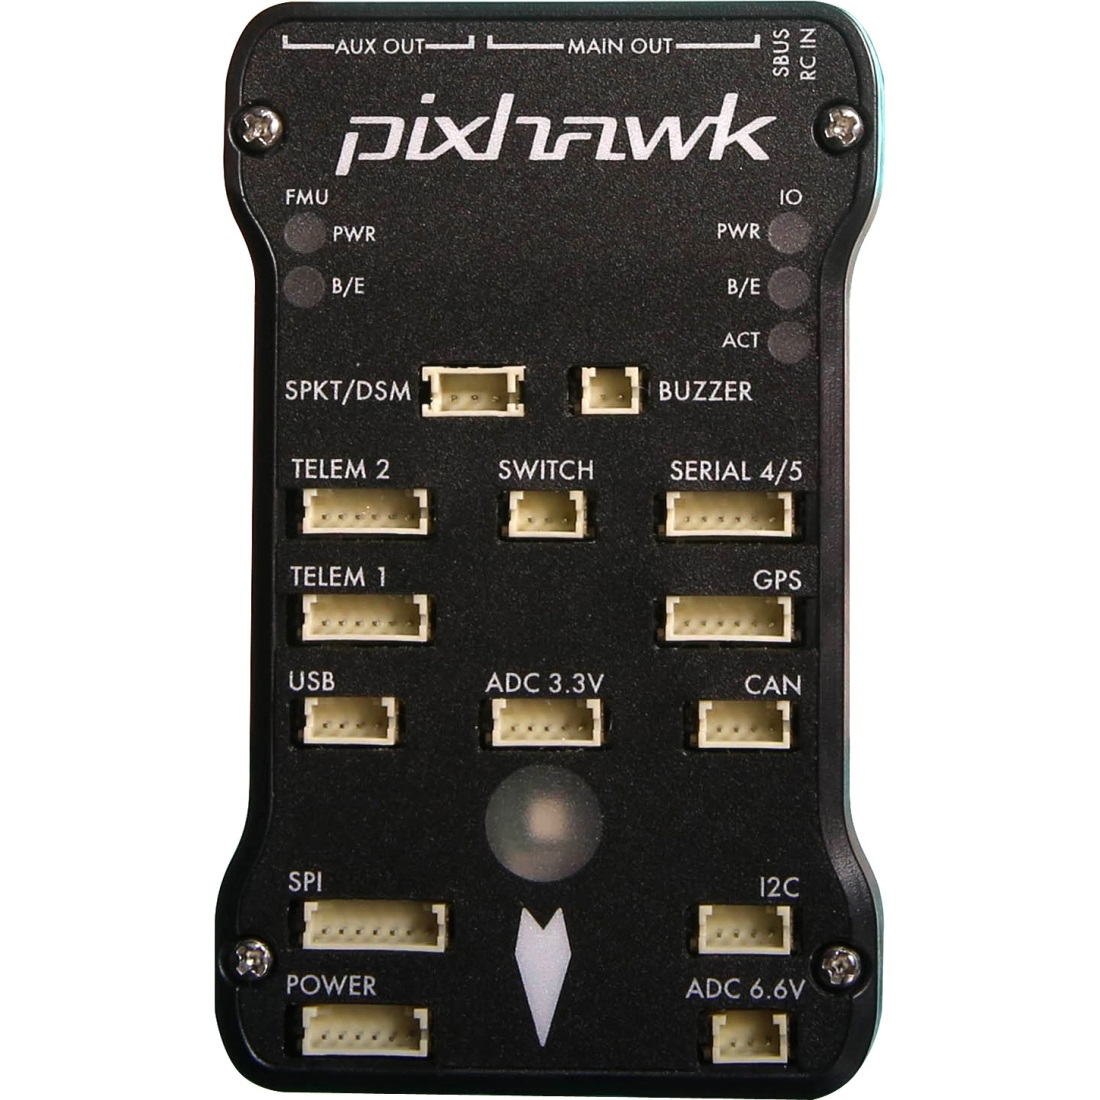 AUX OUT
MAIN OUT
SBUS
RC IN
pixhawk
FMU
IO
PWR
PWR
B/E
B/E
ACT
SPKT/DSM
BUZZER
TELEM 2
SWITCH
SERIAL 4/5
TELEM 1
GPS
USB
ADC 3.3V
CAN
SPI
I2C
POWER
ADC 6.6V